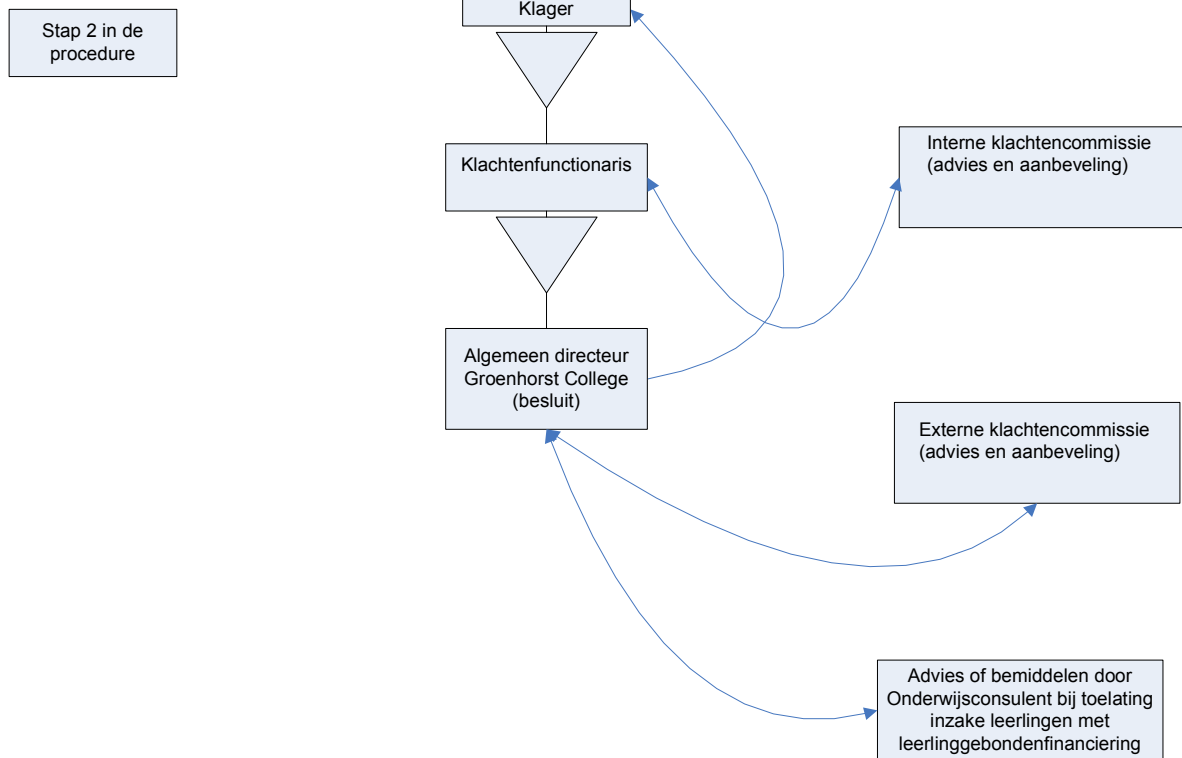 Klager
Stap 2 in de
procedure
Klachtenfunctionaris
Interne klachtencommissie
(advies en aanbeveling)
Algemeen directeur
Groenhorst College
(besluit)
Externe klachtencommissie
(advies en aanbeveling)
Advies of bemiddelen door
Onderwijsconsulent bij toelating
inzake leerlingen met
leerlinggebondenfinanciering